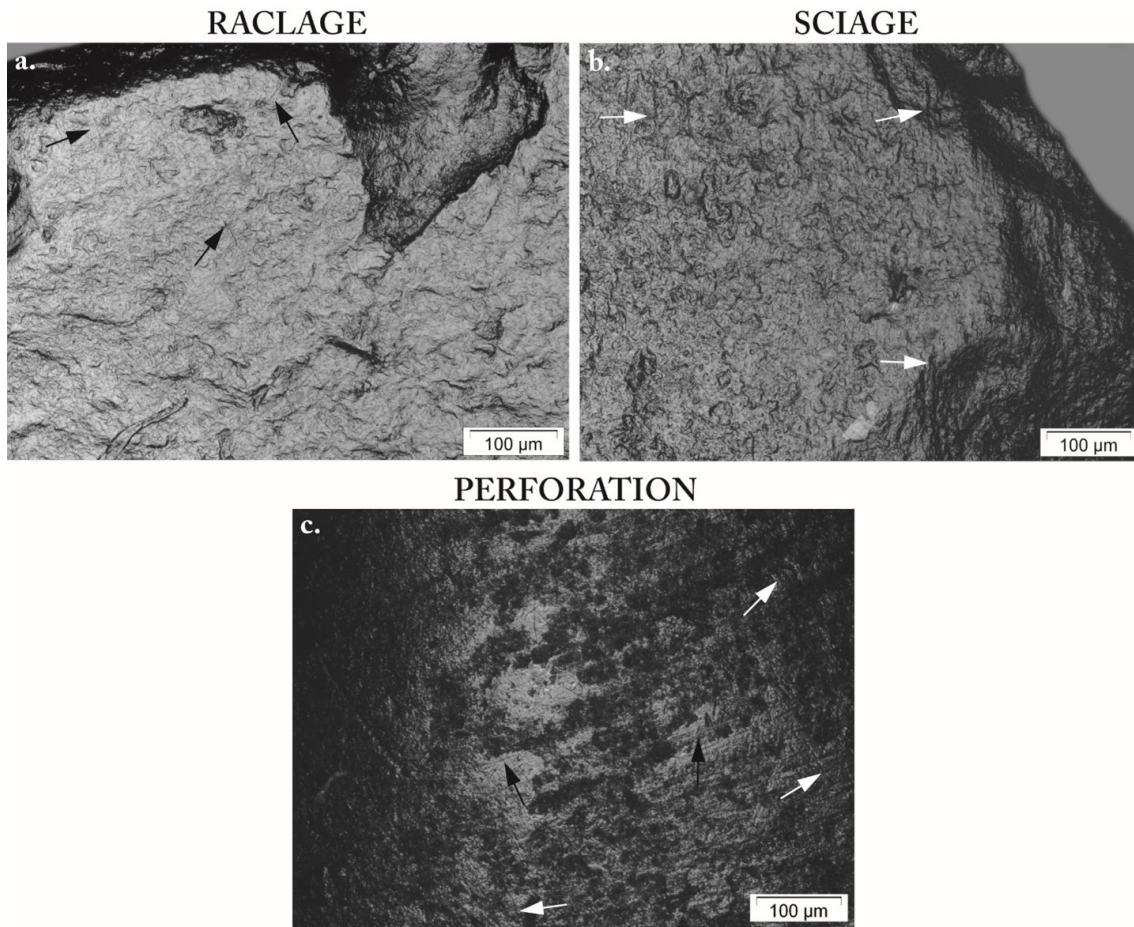 RACLAGE
SCIAGE
a.
b.
100 µm
100 µm
PERFORATION
c.
100 µm